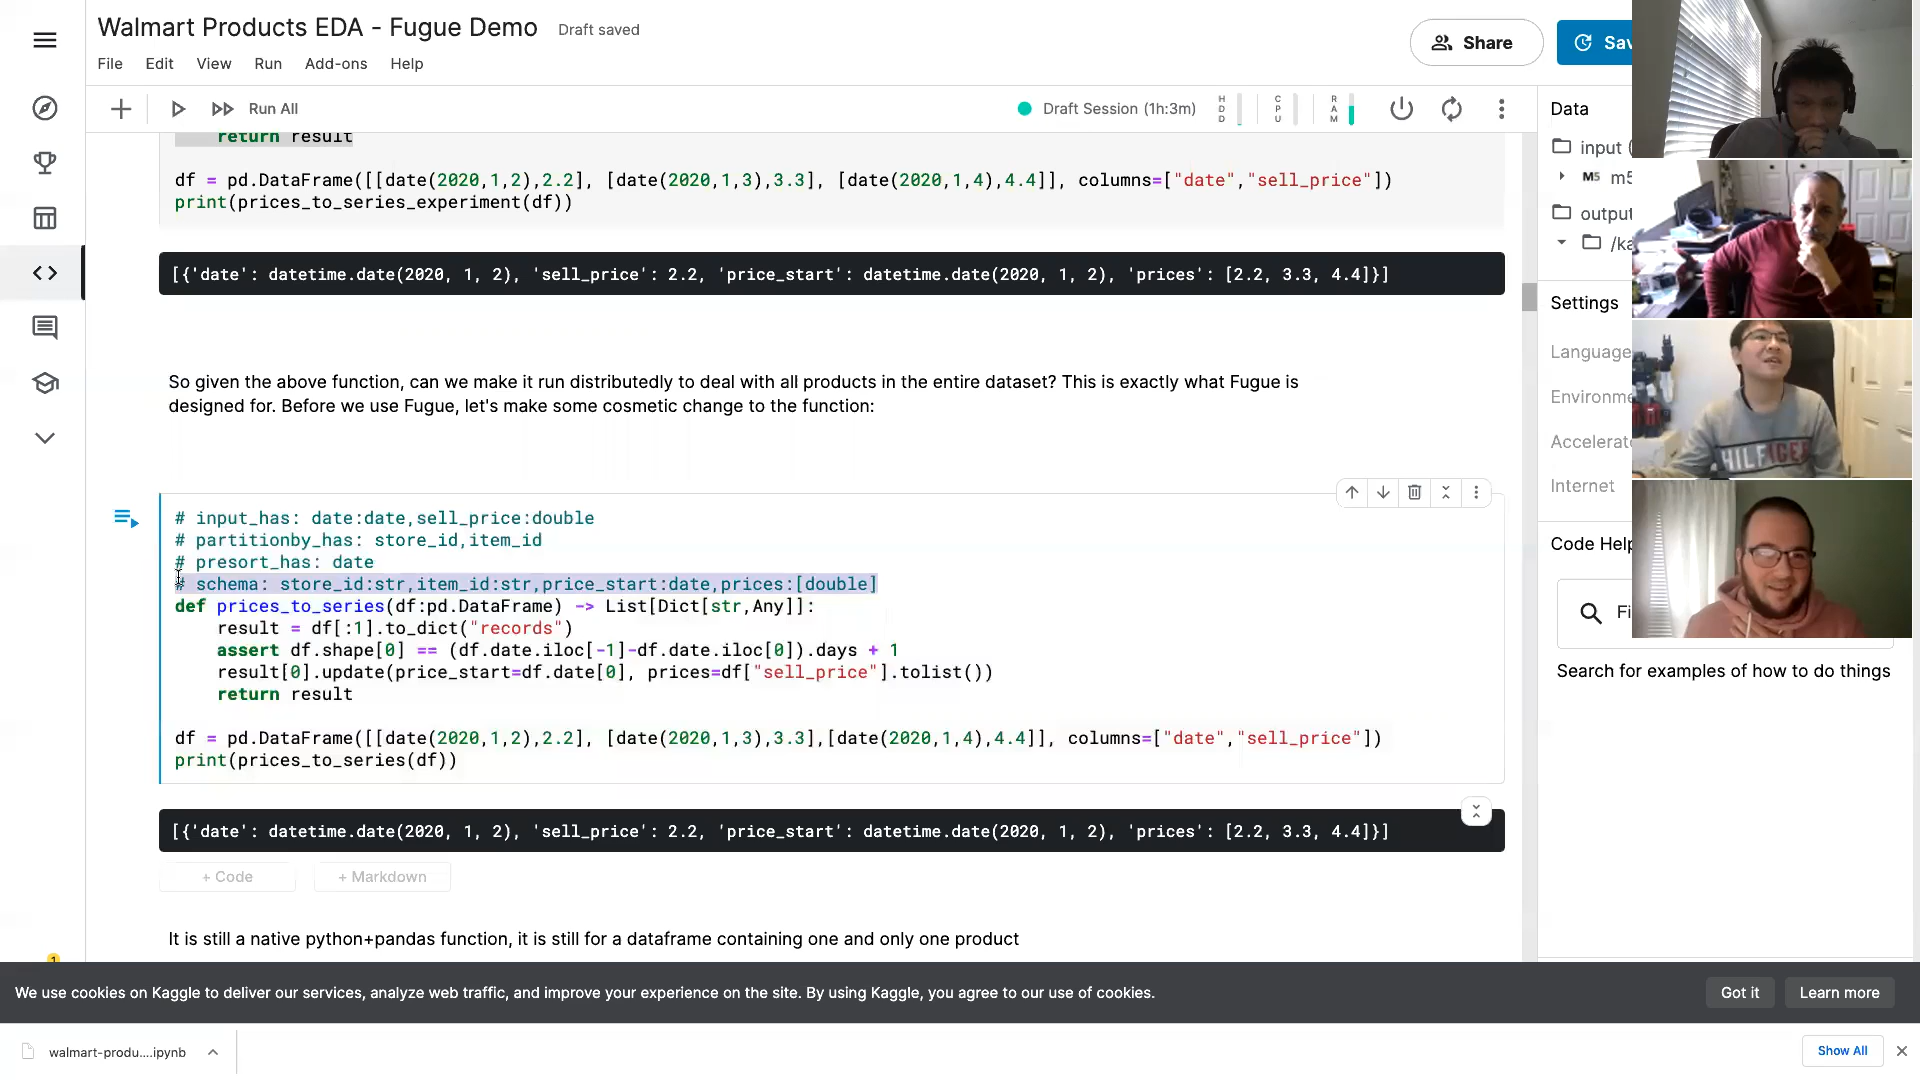 Walmart Products EDA - Fugue Demo
Draft saved
Share
File Edit View Run Add-ons Help
Run All
Draft Session (1h:3m)
HDD
CPU
RAM
Data
input
M5
output
Settings
Language
Internet
return result
df = pd.DataFrame([[date(2020,1,2),2.2], [date(2020,1,3),3.3], [date(2020,1,4),4.4]], columns=["date","sell_price"])
print(prices_to_series_experiment(df))
[{'date': datetime.date(2020, 1, 2), 'sell_price': 2.2, 'price_start': datetime.date(2020, 1, 2), 'prices': [2.2, 3.3, 4.4]}]
So given the above function, can we make it run distributedly to deal with all products in the entire dataset? This is exactly what Fugue is
designed for. Before we use Fugue, let's make some cosmetic change to the function:
# input_has: date:date,sell_price:double
# partitionby_has: store_id,item_id
# presort_has: date
# schema: store_id:str,item_id:str,price_start:date,prices:[double]
def prices_to_series(df:pd.DataFrame) -> List[Dict[str,Any]]:
result = df[:1].to_dict("records")
assert df.shape[0] == (df.date.iloc[-1]-df.date.iloc[0]).days + 1
result[0].update(price_start=df.date[0], prices=df["sell_price"].tolist())
return result
df = pd.DataFrame([[date(2020,1,2),2.2], [date(2020,1,3),3.3],[date(2020,1,4),4.4]], columns=["date","sell_price"])
print(prices_to_series(df))
[{'date': datetime.date(2020, 1, 2), 'sell_price': 2.2, 'price_start': datetime.date(2020, 1, 2), 'prices': [2.2, 3.3, 4.4]}]
+ Code + Markdown
It is still a native python+pandas function, it is still for a dataframe containing one and only one product
Search for examples of how to do things
1
We use cookies on Kaggle to deliver our services, analyze web traffic, and improve your experience on the site. By using Kaggle, you agree to our use of cookies.
Got it
Learn more
walmart-produ....ipynb
Show All